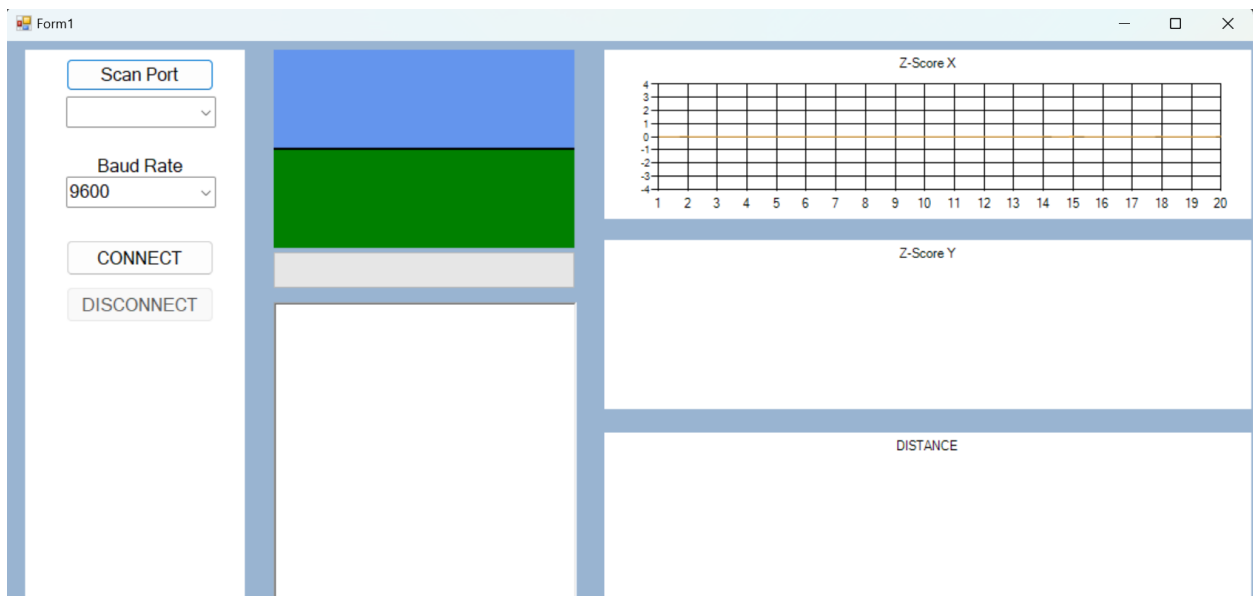 Form1
Scan Port
Baud Rate
9600
CONNECT
DISCONNECT
Z-Score X
4
3
2
1
0
-1
-2
-3
-4
1 2 3 4 5 6 7 8 9 10 11 12 13 14 15 16 17 18 19 20
Z-Score Y
DISTANCE